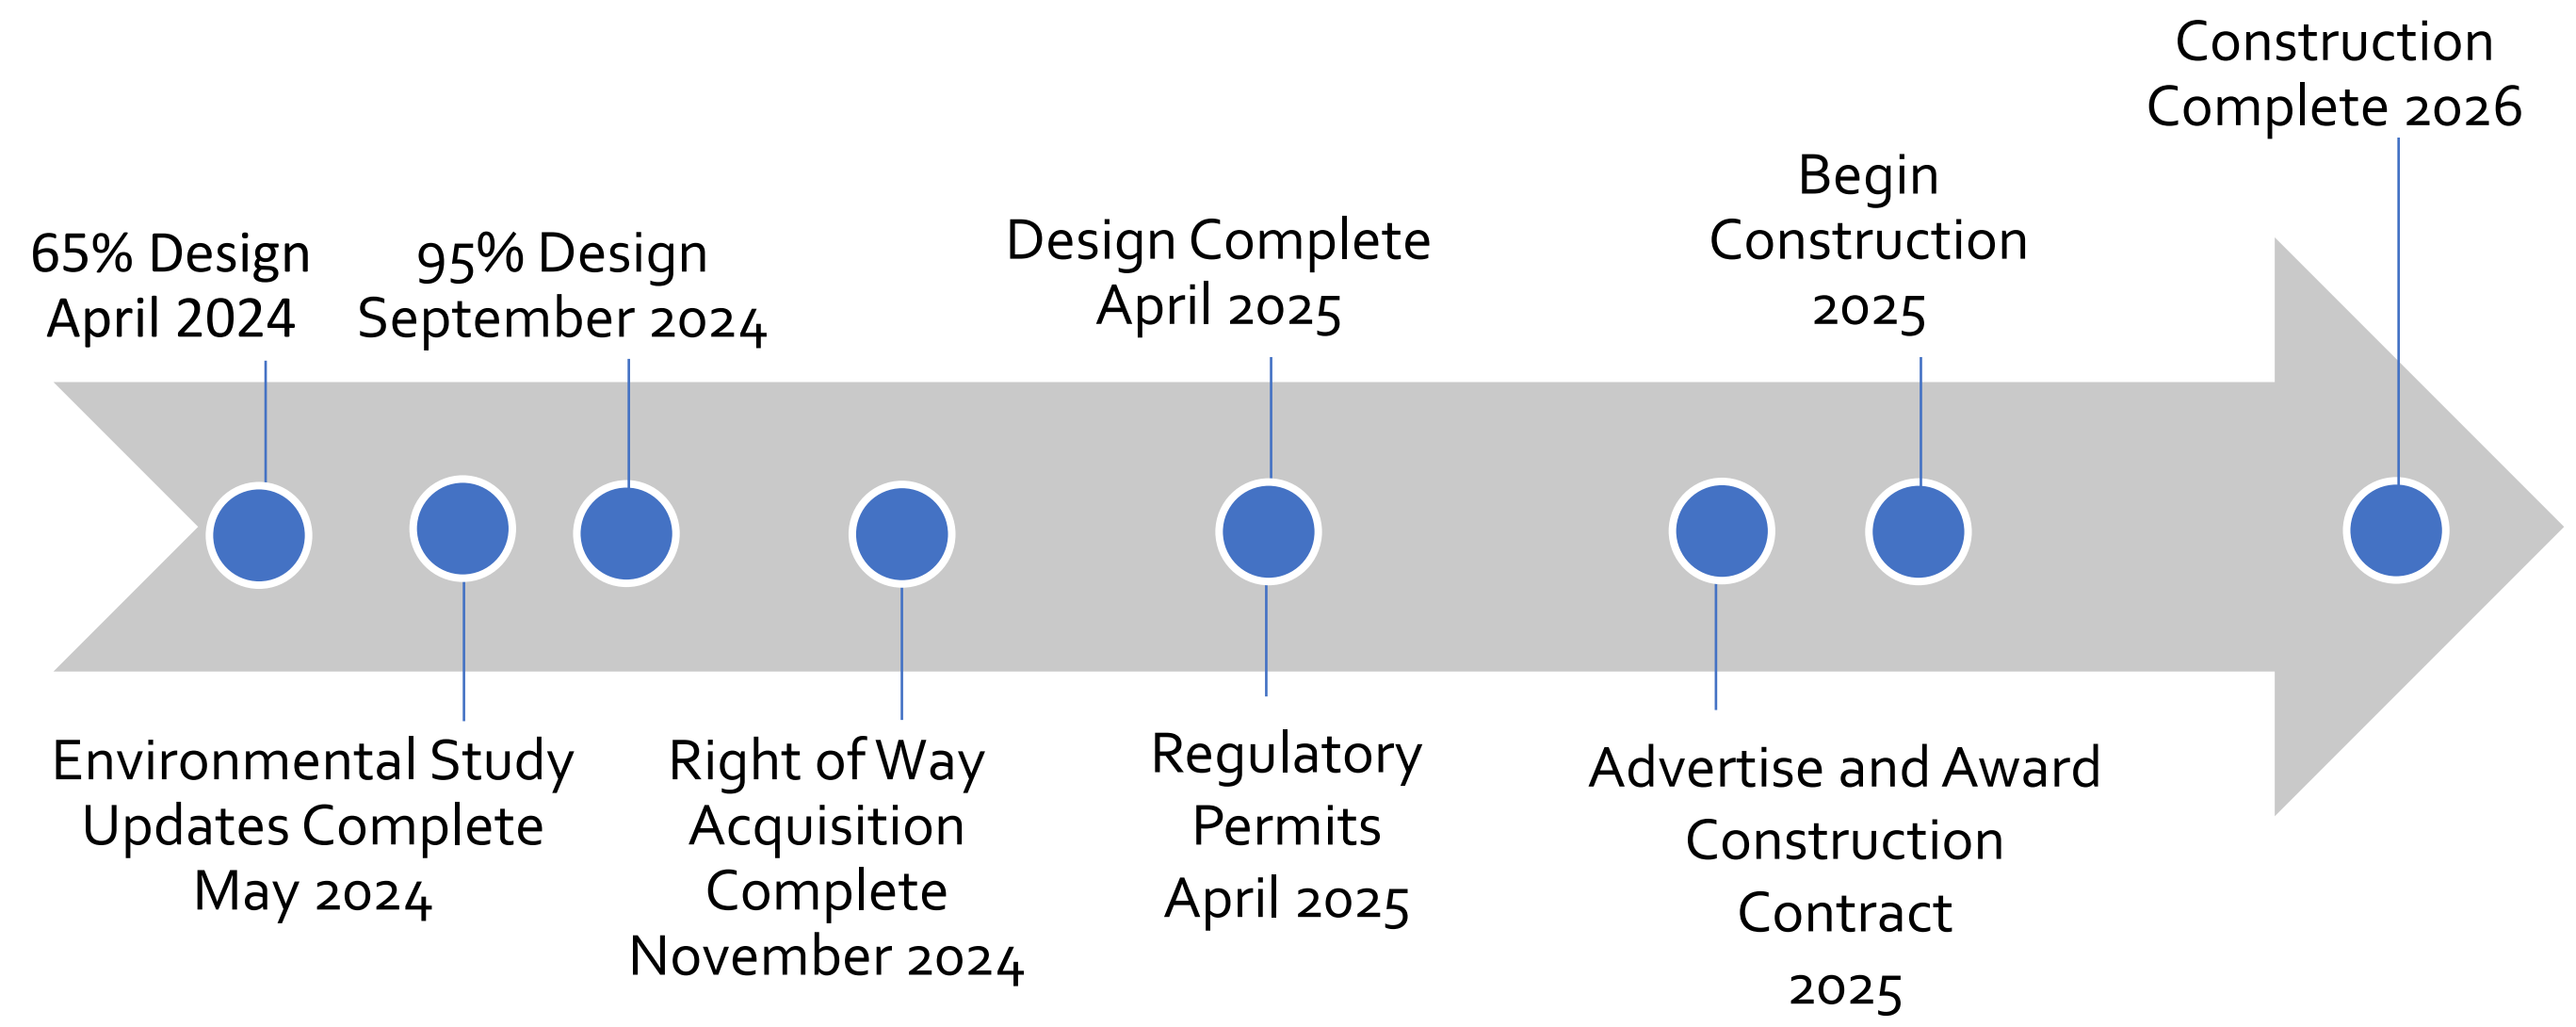 65% Design
April 2024
Environmental Study
Updates Complete
May 2024
95% Design
September 2024
Right of Way
Acquisition
Complete
November 2024
Design Complete
April 2025
Regulatory
Permits
April 2025
Advertise and Award
Construction
Contract
2025
Begin
Construction
2025
Construction
Complete 2026